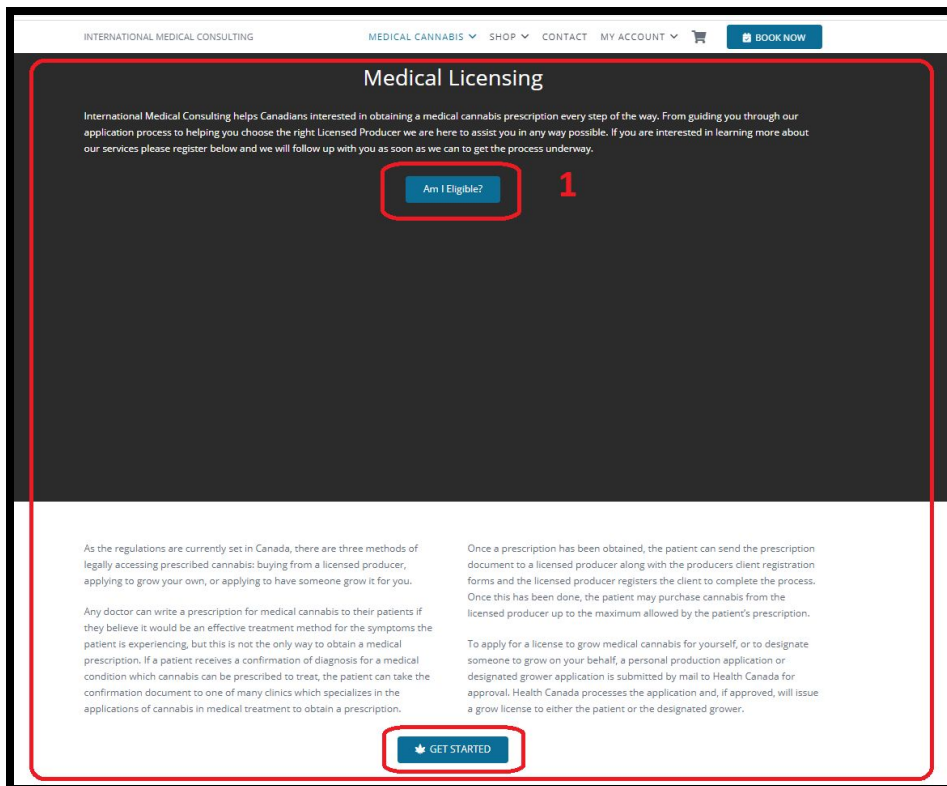 INTERNATIONAL MEDICAL CONSULTING
MEDICAL CANNABIS SHOP CONTACT MY ACCOUNT BOOK NOW
Medical Licensing
International Medical Consulting helps Canadians interested in obtaining a medical cannabis prescription every step of the way. From guiding you through our
application process to helping you choose the right Licensed Producer we are here to assist you in any way possible. If you are interested in learning more about
our services please register below and we will follow up with you as soon as we can to get the process underway.
Am I Eligible?
1
As the regulations are currently set in Canada, there are three methods of
legally accessing prescribed cannabis: buying from a licensed producer,
applying to grow your own, or applying to have someone grow it for you.
Any doctor can write a prescription for medical cannabis to their patients if
they believe it would be an effective treatment method for the symptoms the
patient is experiencing, but this is not the only way to obtain a medical
prescription. If a patient receives a confirmation of diagnosis for a medical
condition which cannabis can be prescribed to treat, the patient can take the
confirmation document to one of many clinics which specializes in the
applications of cannabis in medical treatment to obtain a prescription.
Once a prescription has been obtained, the patient can send the prescription
document to a licensed producer along with the producers client registration
forms and the licensed producer registers the client to complete the process.
Once this has been done, the patient may purchase cannabis from the
licensed producer up to the maximum allowed by the patient's prescription.
To apply for a license to grow medical cannabis for yourself, or to designate
someone to grow on your behalf, a personal production application or
designated grower application is submitted by mail to Health Canada for
approval. Health Canada processes the application and, if approved, will issue
a grow license to either the patient or the designated grower.
GET STARTED